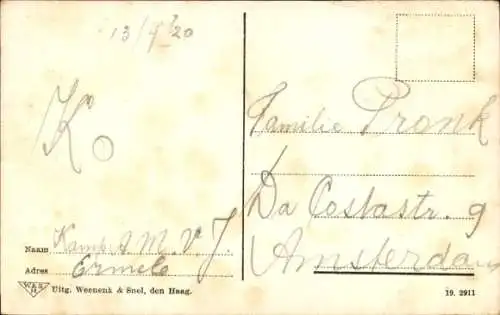 13/7 '20
K.
Familie Pronk
Da Costastr. 9
Amsterdam
Naam Kamp A M. V. J.
Adres Ermelo
W&S
Uitg. Weenenk & Snel, den Haag.
19. 2911